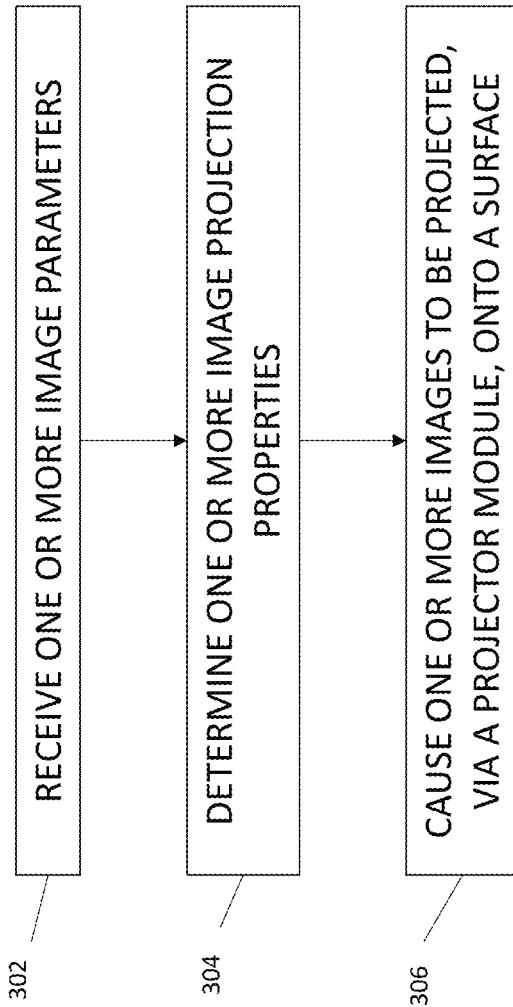 302
RECEIVE ONE OR MORE IMAGE PARAMETERS
304
DETERMINE ONE OR MORE IMAGE PROJECTION
PROPERTIES
306
CAUSE ONE OR MORE IMAGES TO BE PROJECTED,
VIA A PROJECTOR MODULE, ONTO A SURFACE